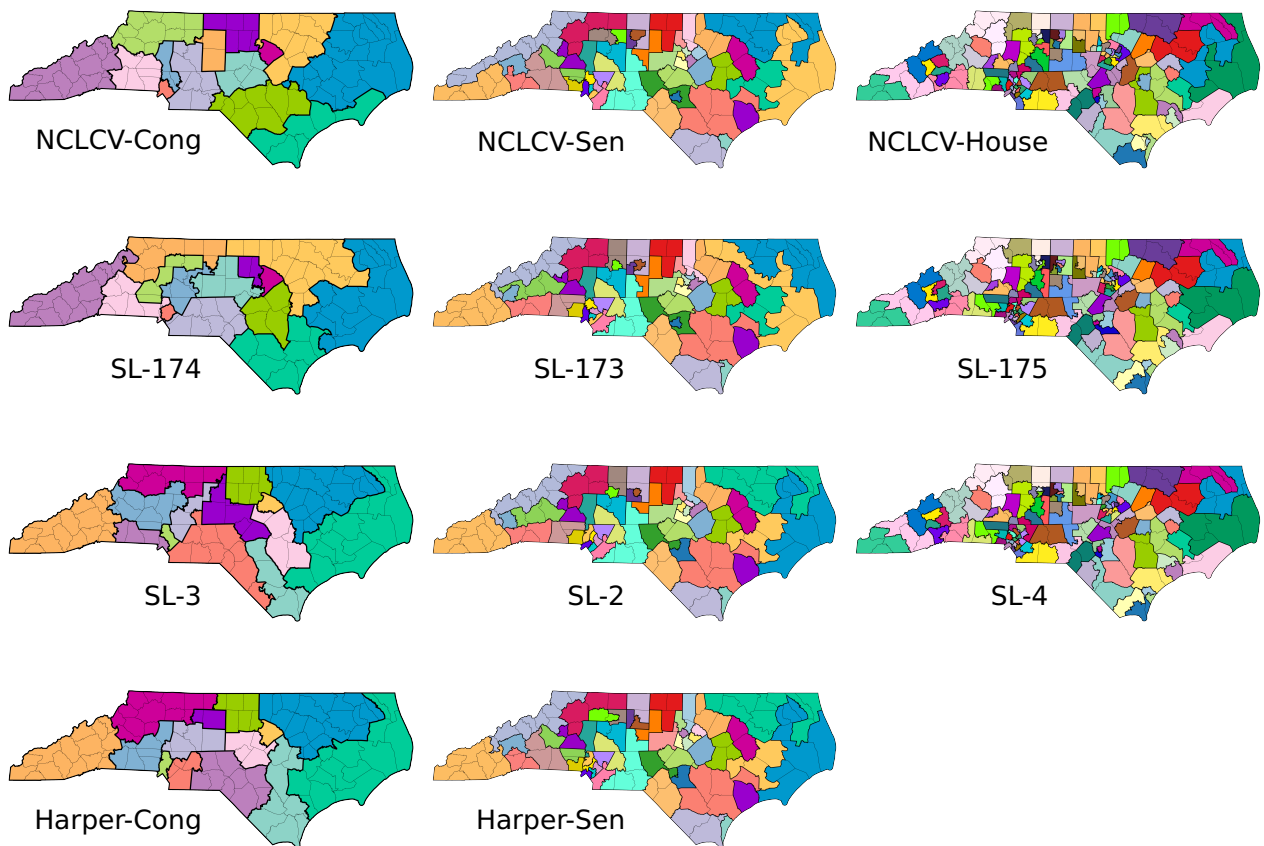 NCLCV-Cong
NCLCV-Sen
NCLCV-House
SL-174
SL-173
SL-175
SL-3
SL-2
SL-4
Harper-Cong
Harper-Sen